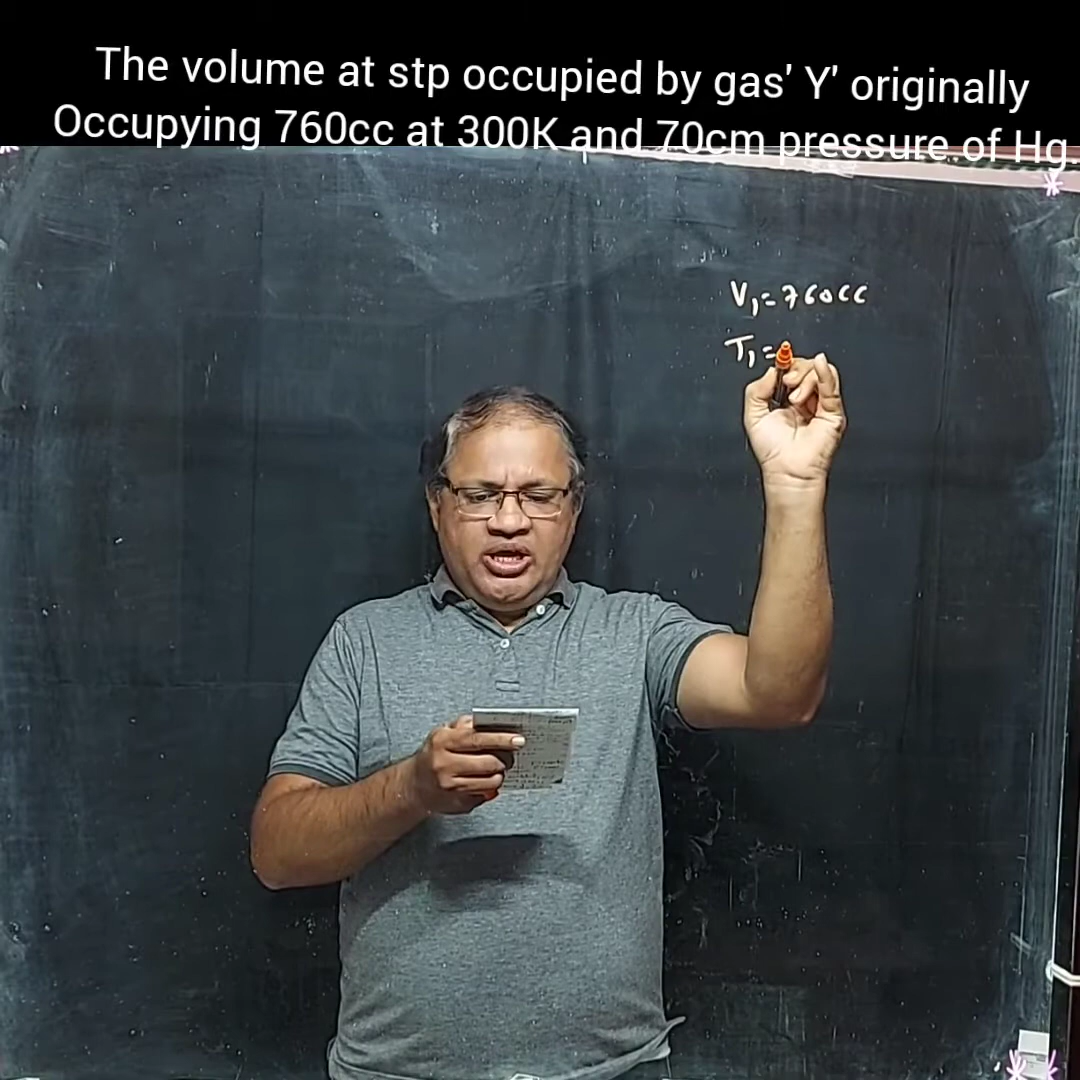 The volume at stp occupied by gas' Y' originally
Occupying 760cc at 300K and 70cm pressure of Hg.
V₁=760cc
T₁=